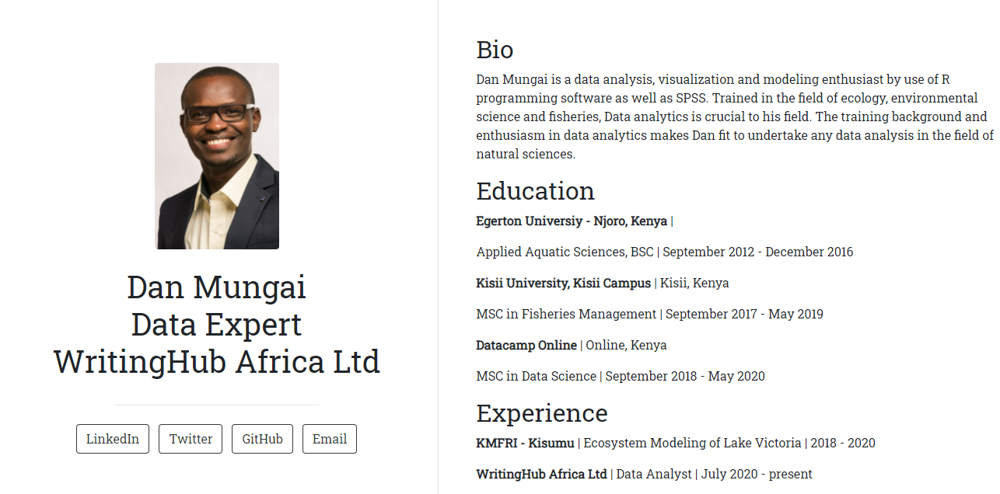 Dan Mungai
Data Expert
WritingHub Africa Ltd
LinkedIn
Twitter
GitHub
Email
Bio
Dan Mungai is a data analysis, visualization and modeling enthusiast by use of R
programming software as well as SPSS. Trained in the field of ecology, environmental
science and fisheries, Data analytics is crucial to his field. The training background and
enthusiasm in data analytics makes Dan fit to undertake any data analysis in the field of
natural sciences.
Education
Egerton Universiy - Njoro, Kenya |
Applied Aquatic Sciences, BSC | September 2012 - December 2016
Kisii University, Kisii Campus | Kisii, Kenya
MSC in Fisheries Management | September 2017 - May 2019
Datacamp Online | Online, Kenya
MSC in Data Science | September 2018 - May 2020
Experience
KMFRI - Kisumu | Ecosystem Modeling of Lake Victoria | 2018 - 2020
WritingHub Africa Ltd | Data Analyst | July 2020 - present